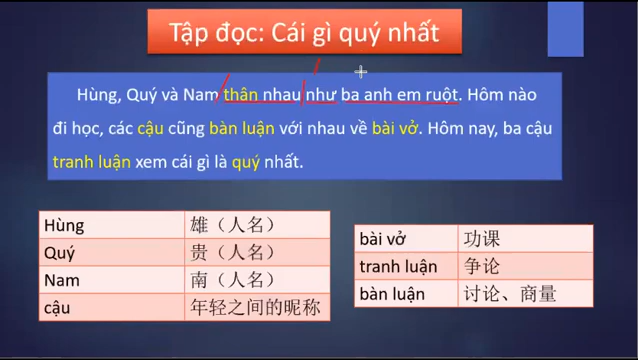 Tập đọc: Cái gì quý nhất
Hùng, Quý và Nam thân nhau như ba anh em ruột. Hôm nào
đi học, các cậu cũng bàn luận với nhau về bài vở. Hôm nay, ba cậu
tranh luận xem cái gì là quý nhất.
Hùng 雄（人名）
Quý 贵（人名）
Nam 南（人名）
cậu 年轻之间的昵称
bài vở 功课
tranh luận 争论
bàn luận 讨论、商量